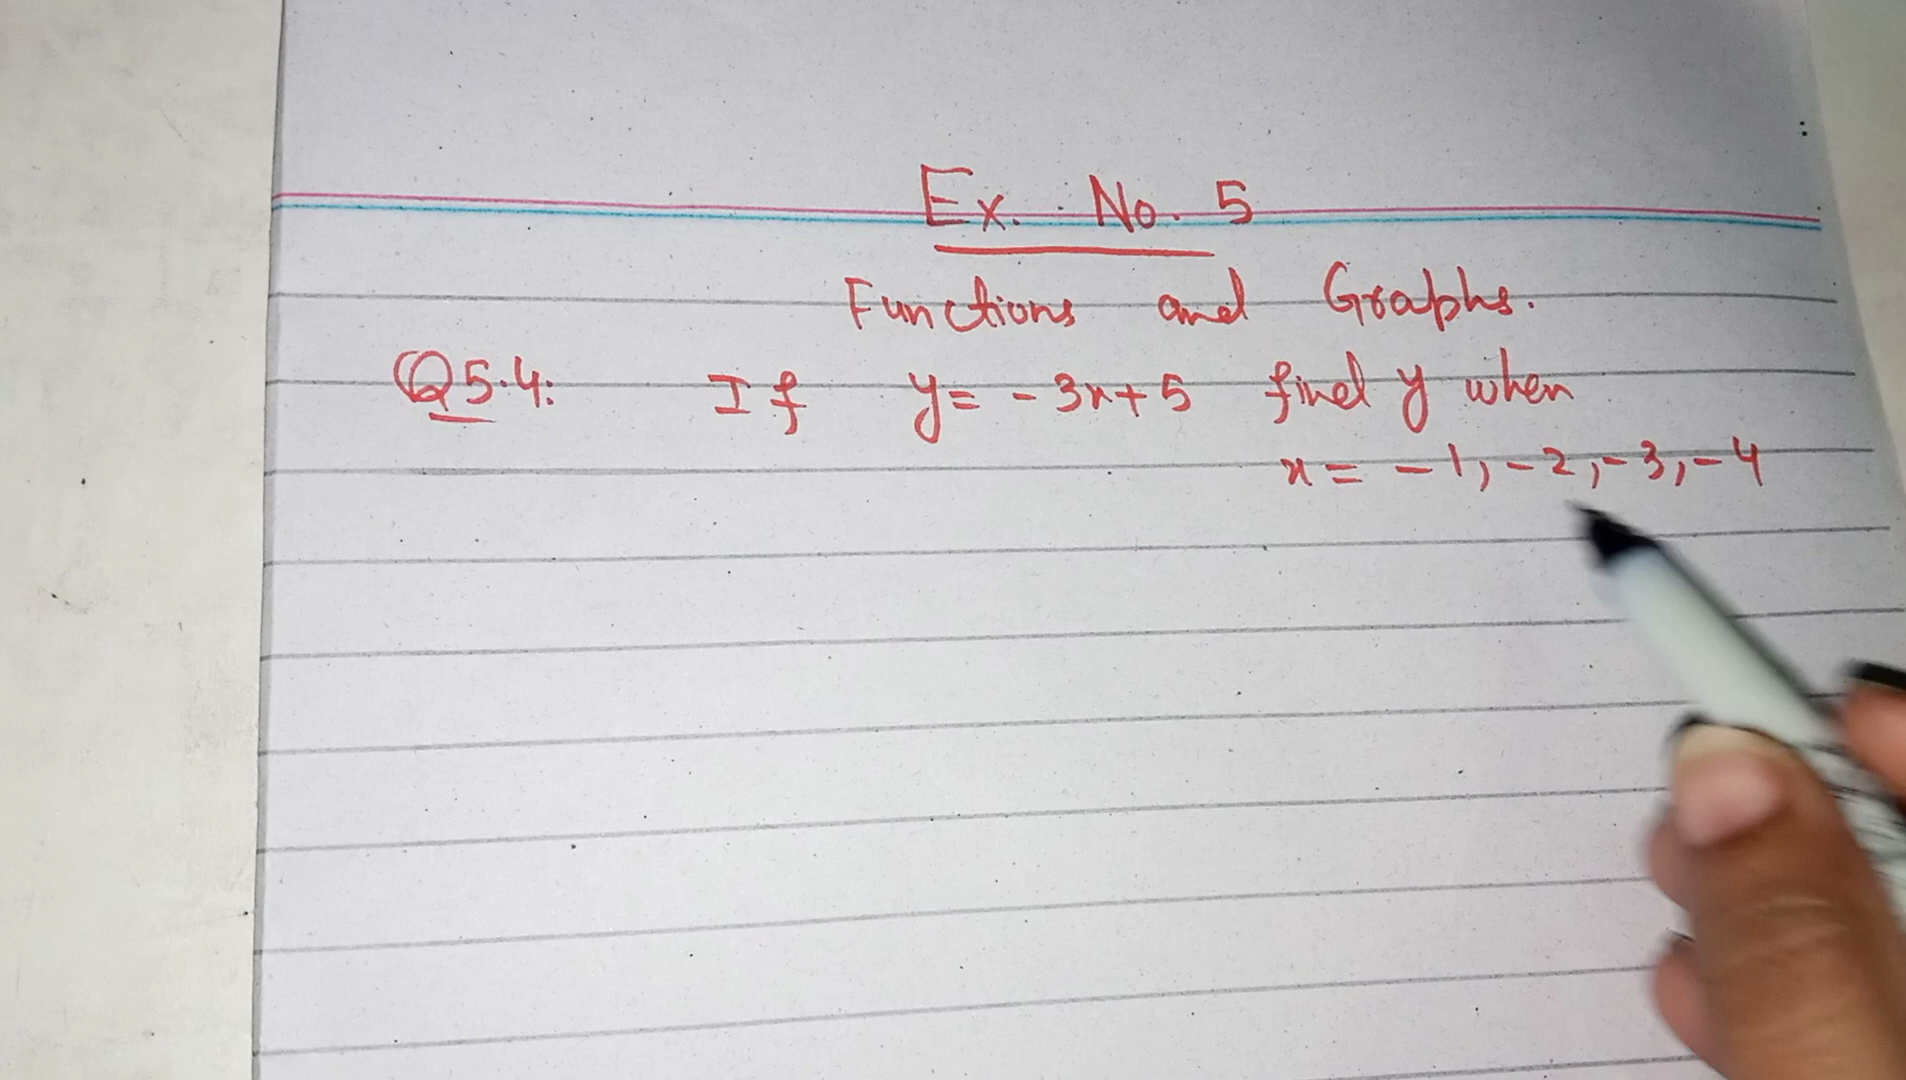 Ex. No. 5
Functions and Graphs.
Q5.4: If y = -3x+5 find y when
x = -1, -2, -3, -4